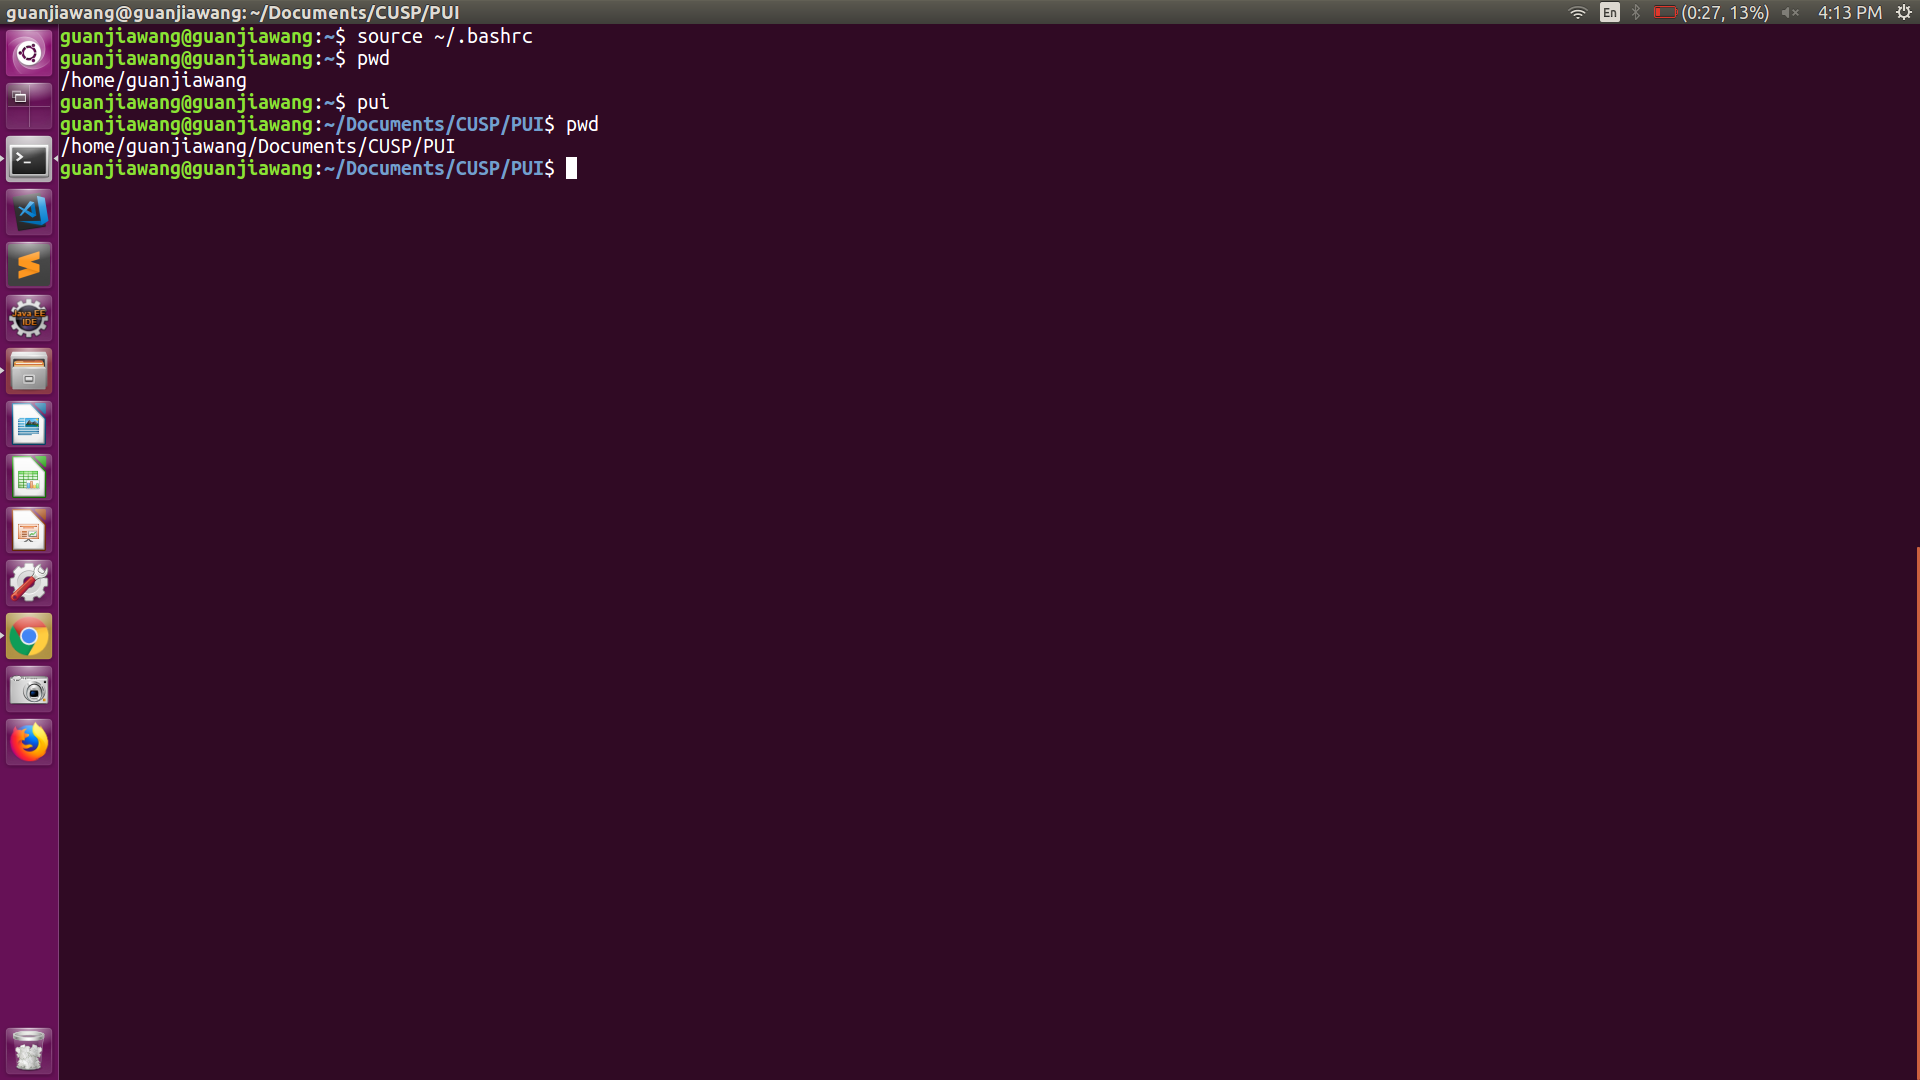 guanjiawang@guanjiawang: ~/Documents/CUSP/PUI
En (0:27, 13%) 4:13 PM
guanjiawang@guanjiawang:~$ source ~/.bashrc
guanjiawang@guanjiawang:~$ pwd
/home/guanjiawang
guanjiawang@guanjiawang:~$ pui
guanjiawang@guanjiawang:~/Documents/CUSP/PUI$ pwd
/home/guanjiawang/Documents/CUSP/PUI
guanjiawang@guanjiawang:~/Documents/CUSP/PUI$
>_
Java EE
IDE